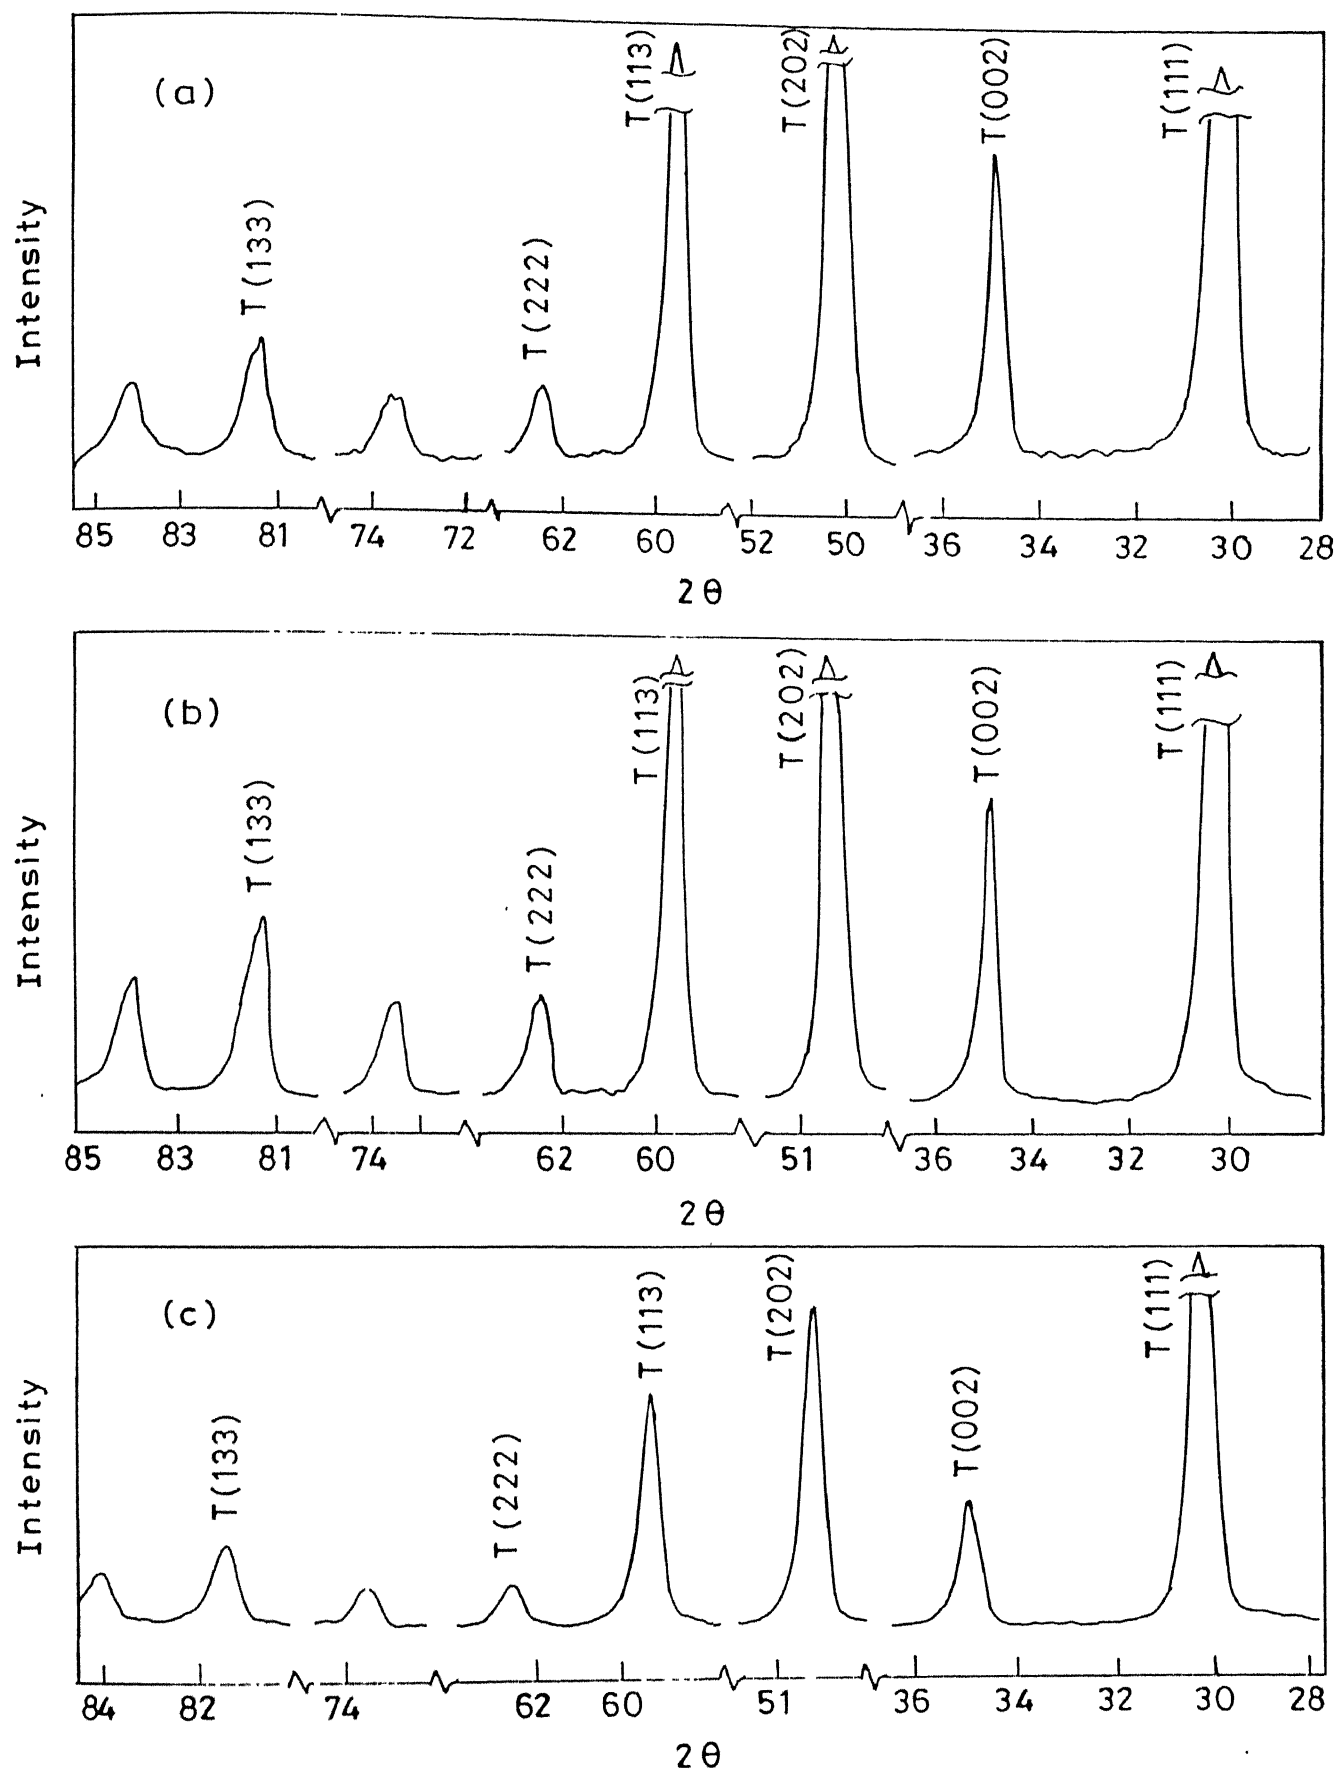 (a)
Intensity
T(133)
T(222)
T(113)
T(202)
T(002)
T(111)
85 83 81 74 72 62 60 52 50 36 34 32 30 28
2θ
(b)
Intensity
T(133)
T(222)
T(113)
T(202)
T(002)
T(111)
85 83 81 74 62 60 51 36 34 32 30
2θ
(c)
Intensity
T(133)
T(222)
T(113)
T(202)
T(002)
T(111)
84 82 74 62 60 51 36 34 32 30 28
2θ